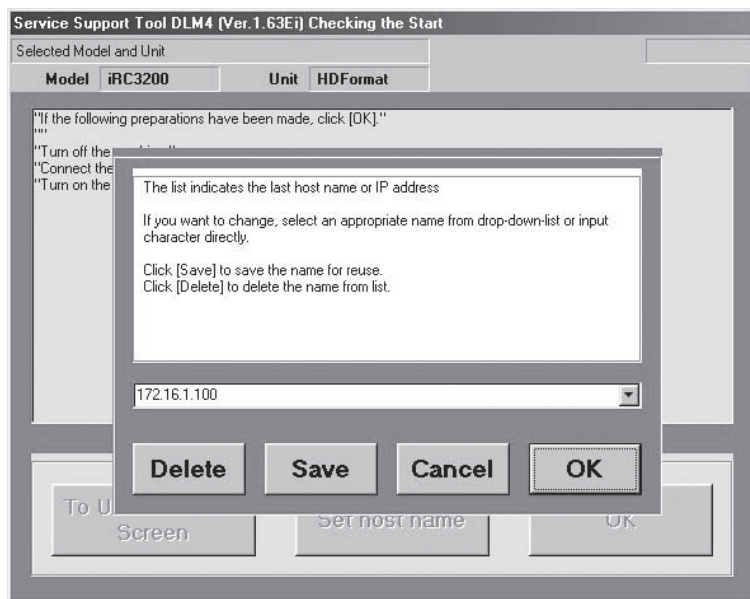 Service Support Tool DLM4 (Ver.1.63Ei) Checking the Start
Selected Model and Unit
Model iRC3200 Unit HDFormat
"If the following preparations have been made, click [OK]."
""
"Turn off the
"Connect the
"Turn on the
The list indicates the last host name or IP address
If you want to change, select an appropriate name from drop-down-list or input
character directly.
Click [Save] to save the name for reuse.
Click [Delete] to delete the name from list.
172.16.1.100
Delete Save Cancel OK
To U
Screen
Set host name
OK